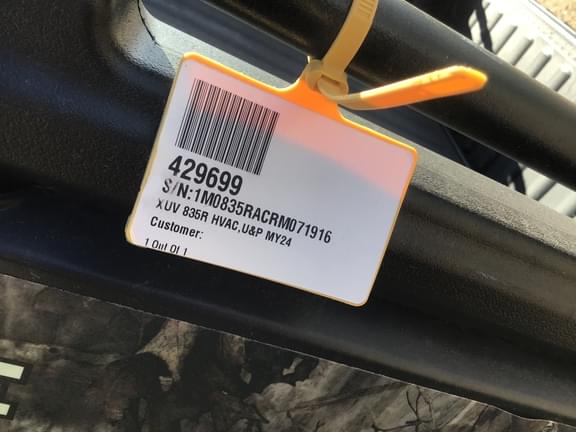 429699
S/N:1M0835RACRM071916
XUV 835R HVAC,U&P MY24
Customer:
1 Out Of 1